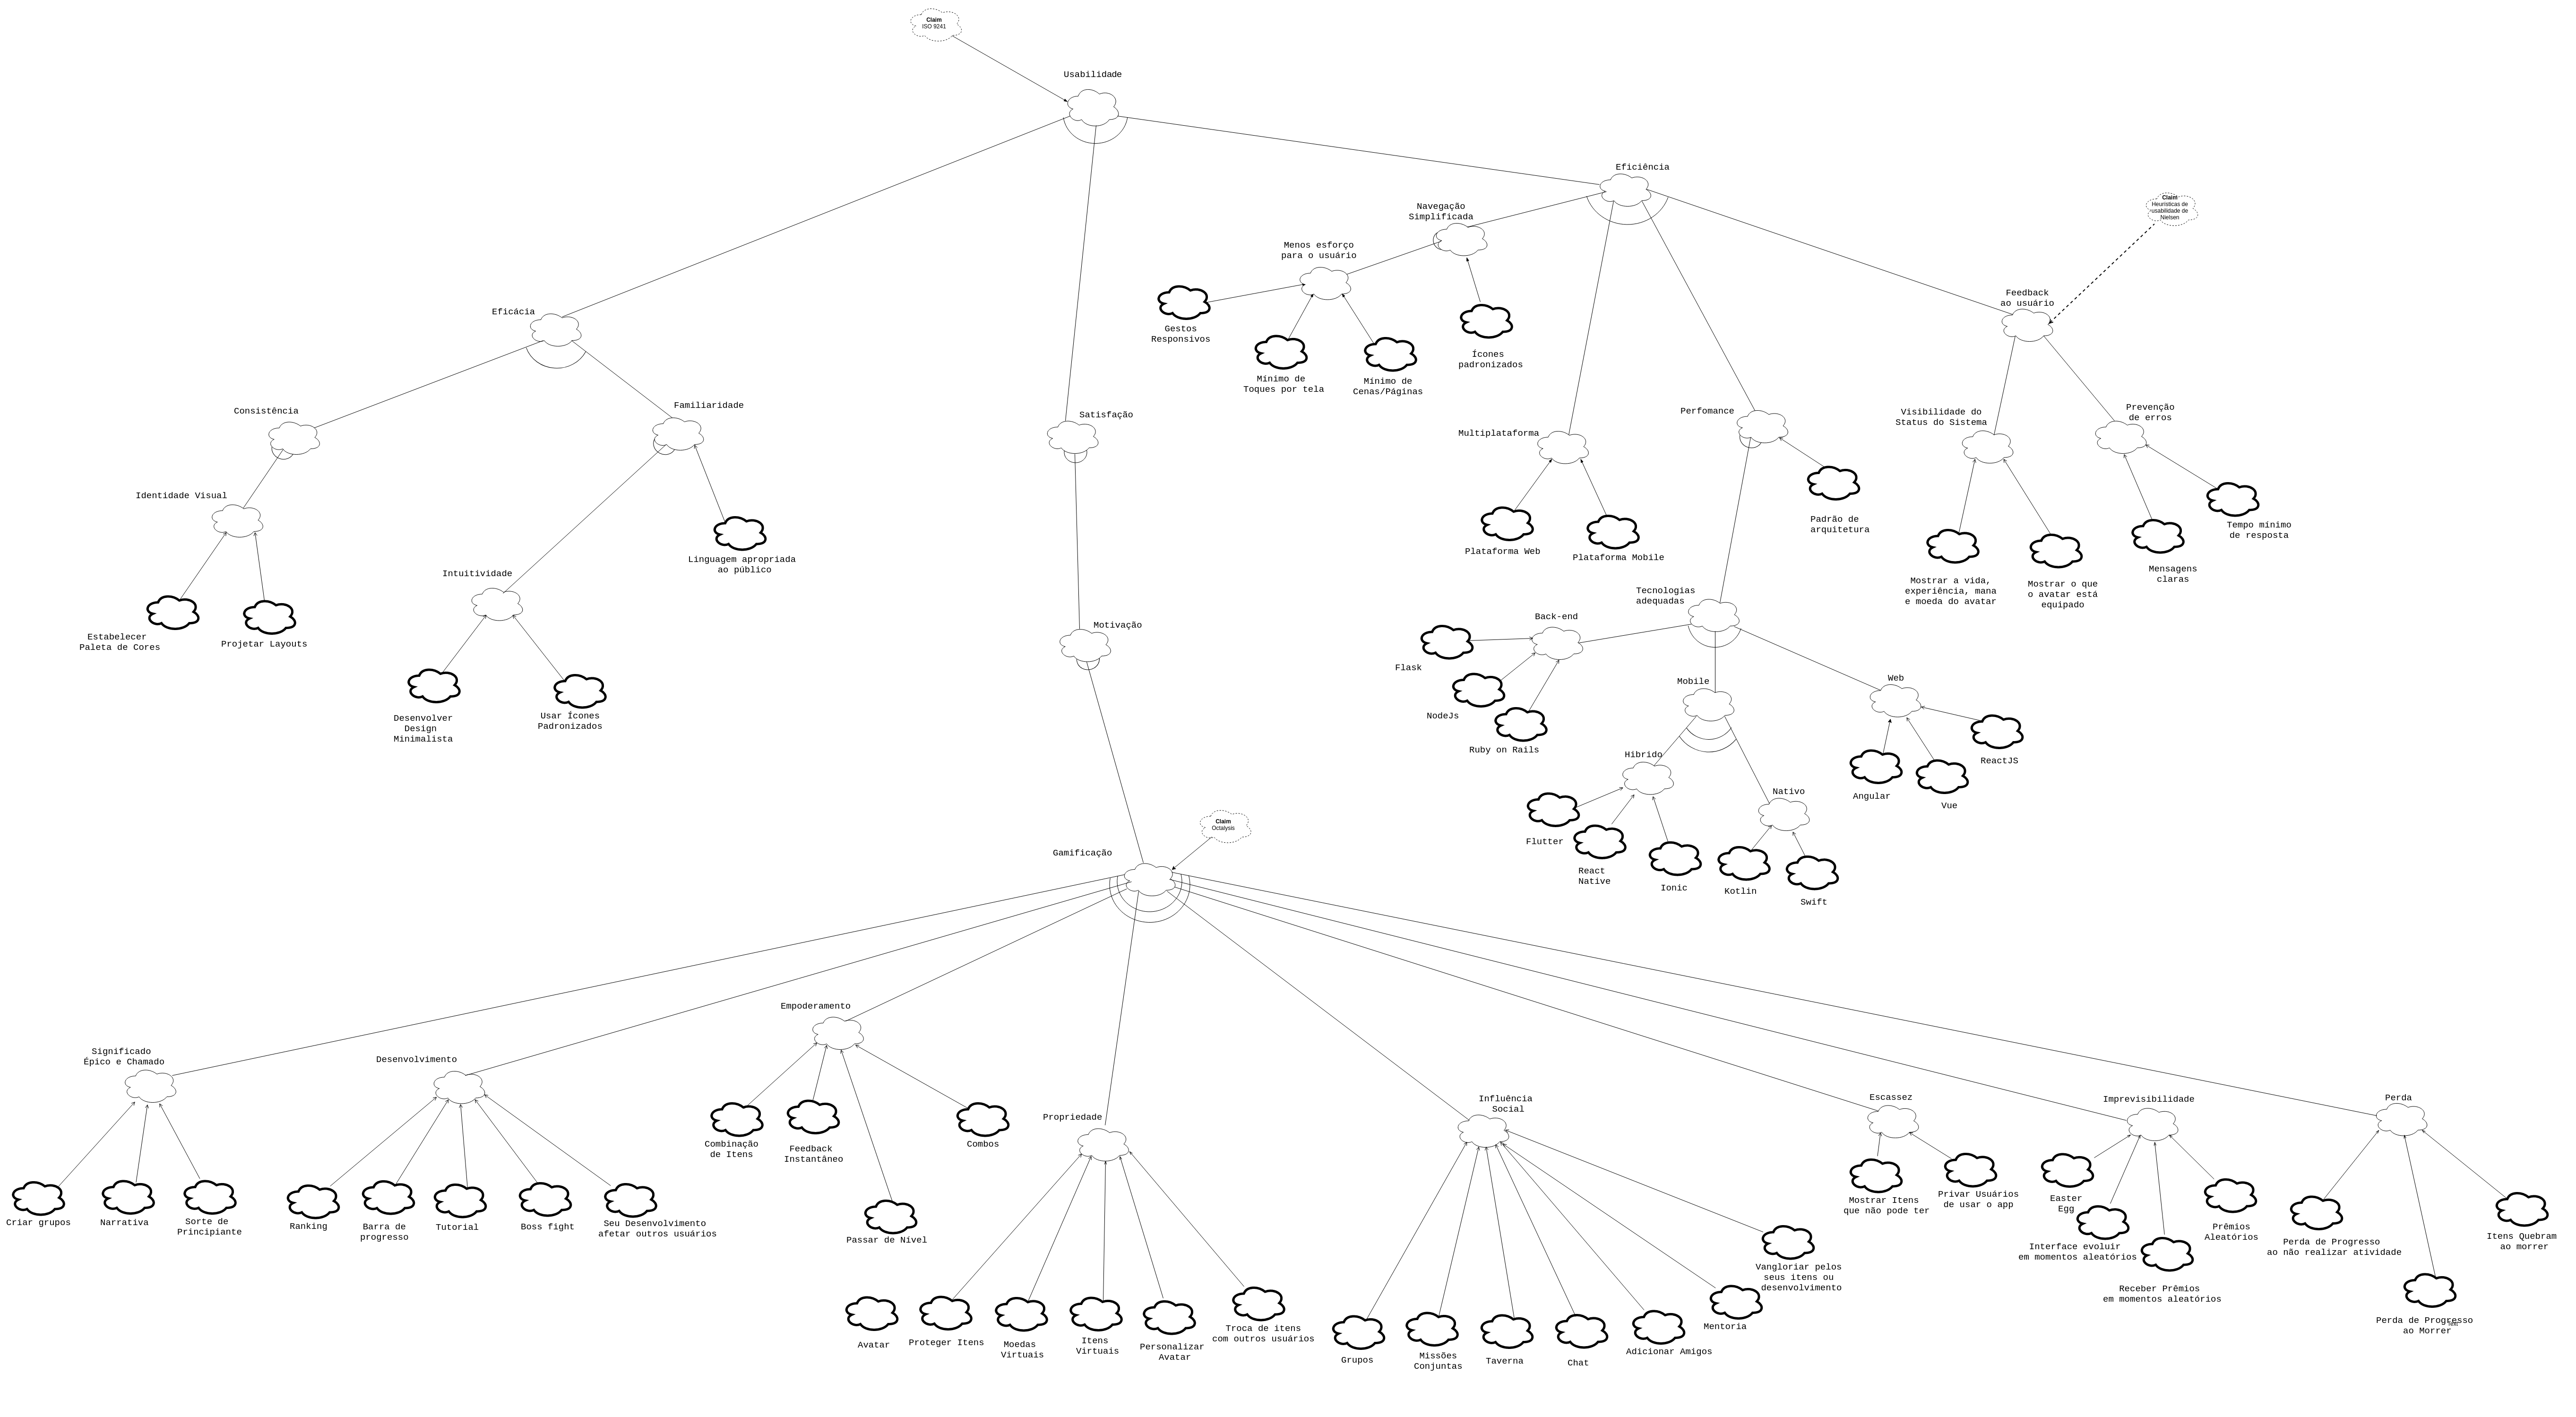 Claim
ISO 9241
Usabilidade
Eficiência
Claim
Heurísticas de
usabilidade de
Nielsen
Navegação
Simplificada
Menos esforço
para o usuário
Gestos
Responsivos
Mínimo de
Toques por tela
Mínimo de
Cenas/Páginas
Ícones
padronizados
Feedback
ao usuário
Eficácia
Consistência
Familiaridade
Satisfação
Multiplataforma
Perfomance
Visibilidade do
Status do Sistema
Prevenção
de erros
Identidade Visual
Linguagem apropriada
ao público
Plataforma Web
Plataforma Mobile
Padrão de
arquitetura
Tempo mínimo
de resposta
Mensagens
claras
Mostrar a vida,
experiência, mana
e moeda do avatar
Mostrar o que
o avatar está
equipado
Intuitividade
Estabelecer
Paleta de Cores
Projetar Layouts
Desenvolver
Design
Minimalista
Usar Ícones
Padronizados
Motivação
Tecnologias
adequadas
Back-end
Flask
NodeJs
Ruby on Rails
Mobile
Web
ReactJS
Angular
Vue
Hibrido
Nativo
Flutter
React
Native
Ionic
Kotlin
Swift
Claim
Octalysis
Gamificação
Significado
Épico e Chamado
Desenvolvimento
Empoderamento
Propriedade
Influência
Social
Escassez
Imprevisibilidade
Perda
Criar grupos
Narrativa
Sorte de
Principiante
Ranking
Barra de
progresso
Tutorial
Boss fight
Seu Desenvolvimento
afetar outros usuários
Combinação
de Itens
Feedback
Instantâneo
Passar de Nível
Combos
Avatar
Proteger Itens
Moedas
Virtuais
Itens
Virtuais
Personalizar
Avatar
Troca de itens
com outros usuários
Grupos
Missões
Conjuntas
Taverna
Chat
Adicionar Amigos
Mentoria
Vangloriar pelos
seus itens ou
desenvolvimento
Mostrar Itens
que não pode ter
Privar Usuários
de usar o app
Easter
Egg
Interface evoluir
em momentos aleatórios
Receber Prêmios
em momentos aleatórios
Prêmios
Aleatórios
Perda de Progresso
ao não realizar atividade
Perda de Progresso
ao Morrer
Itens Quebram
ao morrer